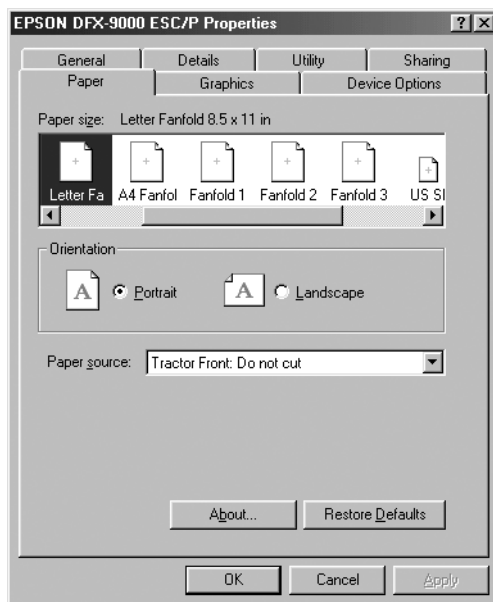 EPSON DFX-9000 ESC/P Properties
General Details Utility Sharing
Paper Graphics Device Options
Paper size: Letter Fanfold 8.5 x 11 in
Letter Fa A4 Fanfol Fanfold 1 Fanfold 2 Fanfold 3 US Sl
Orientation
A Portrait A Landscape
Paper source: Tractor Front: Do not cut
About... Restore Defaults
OK Cancel Apply